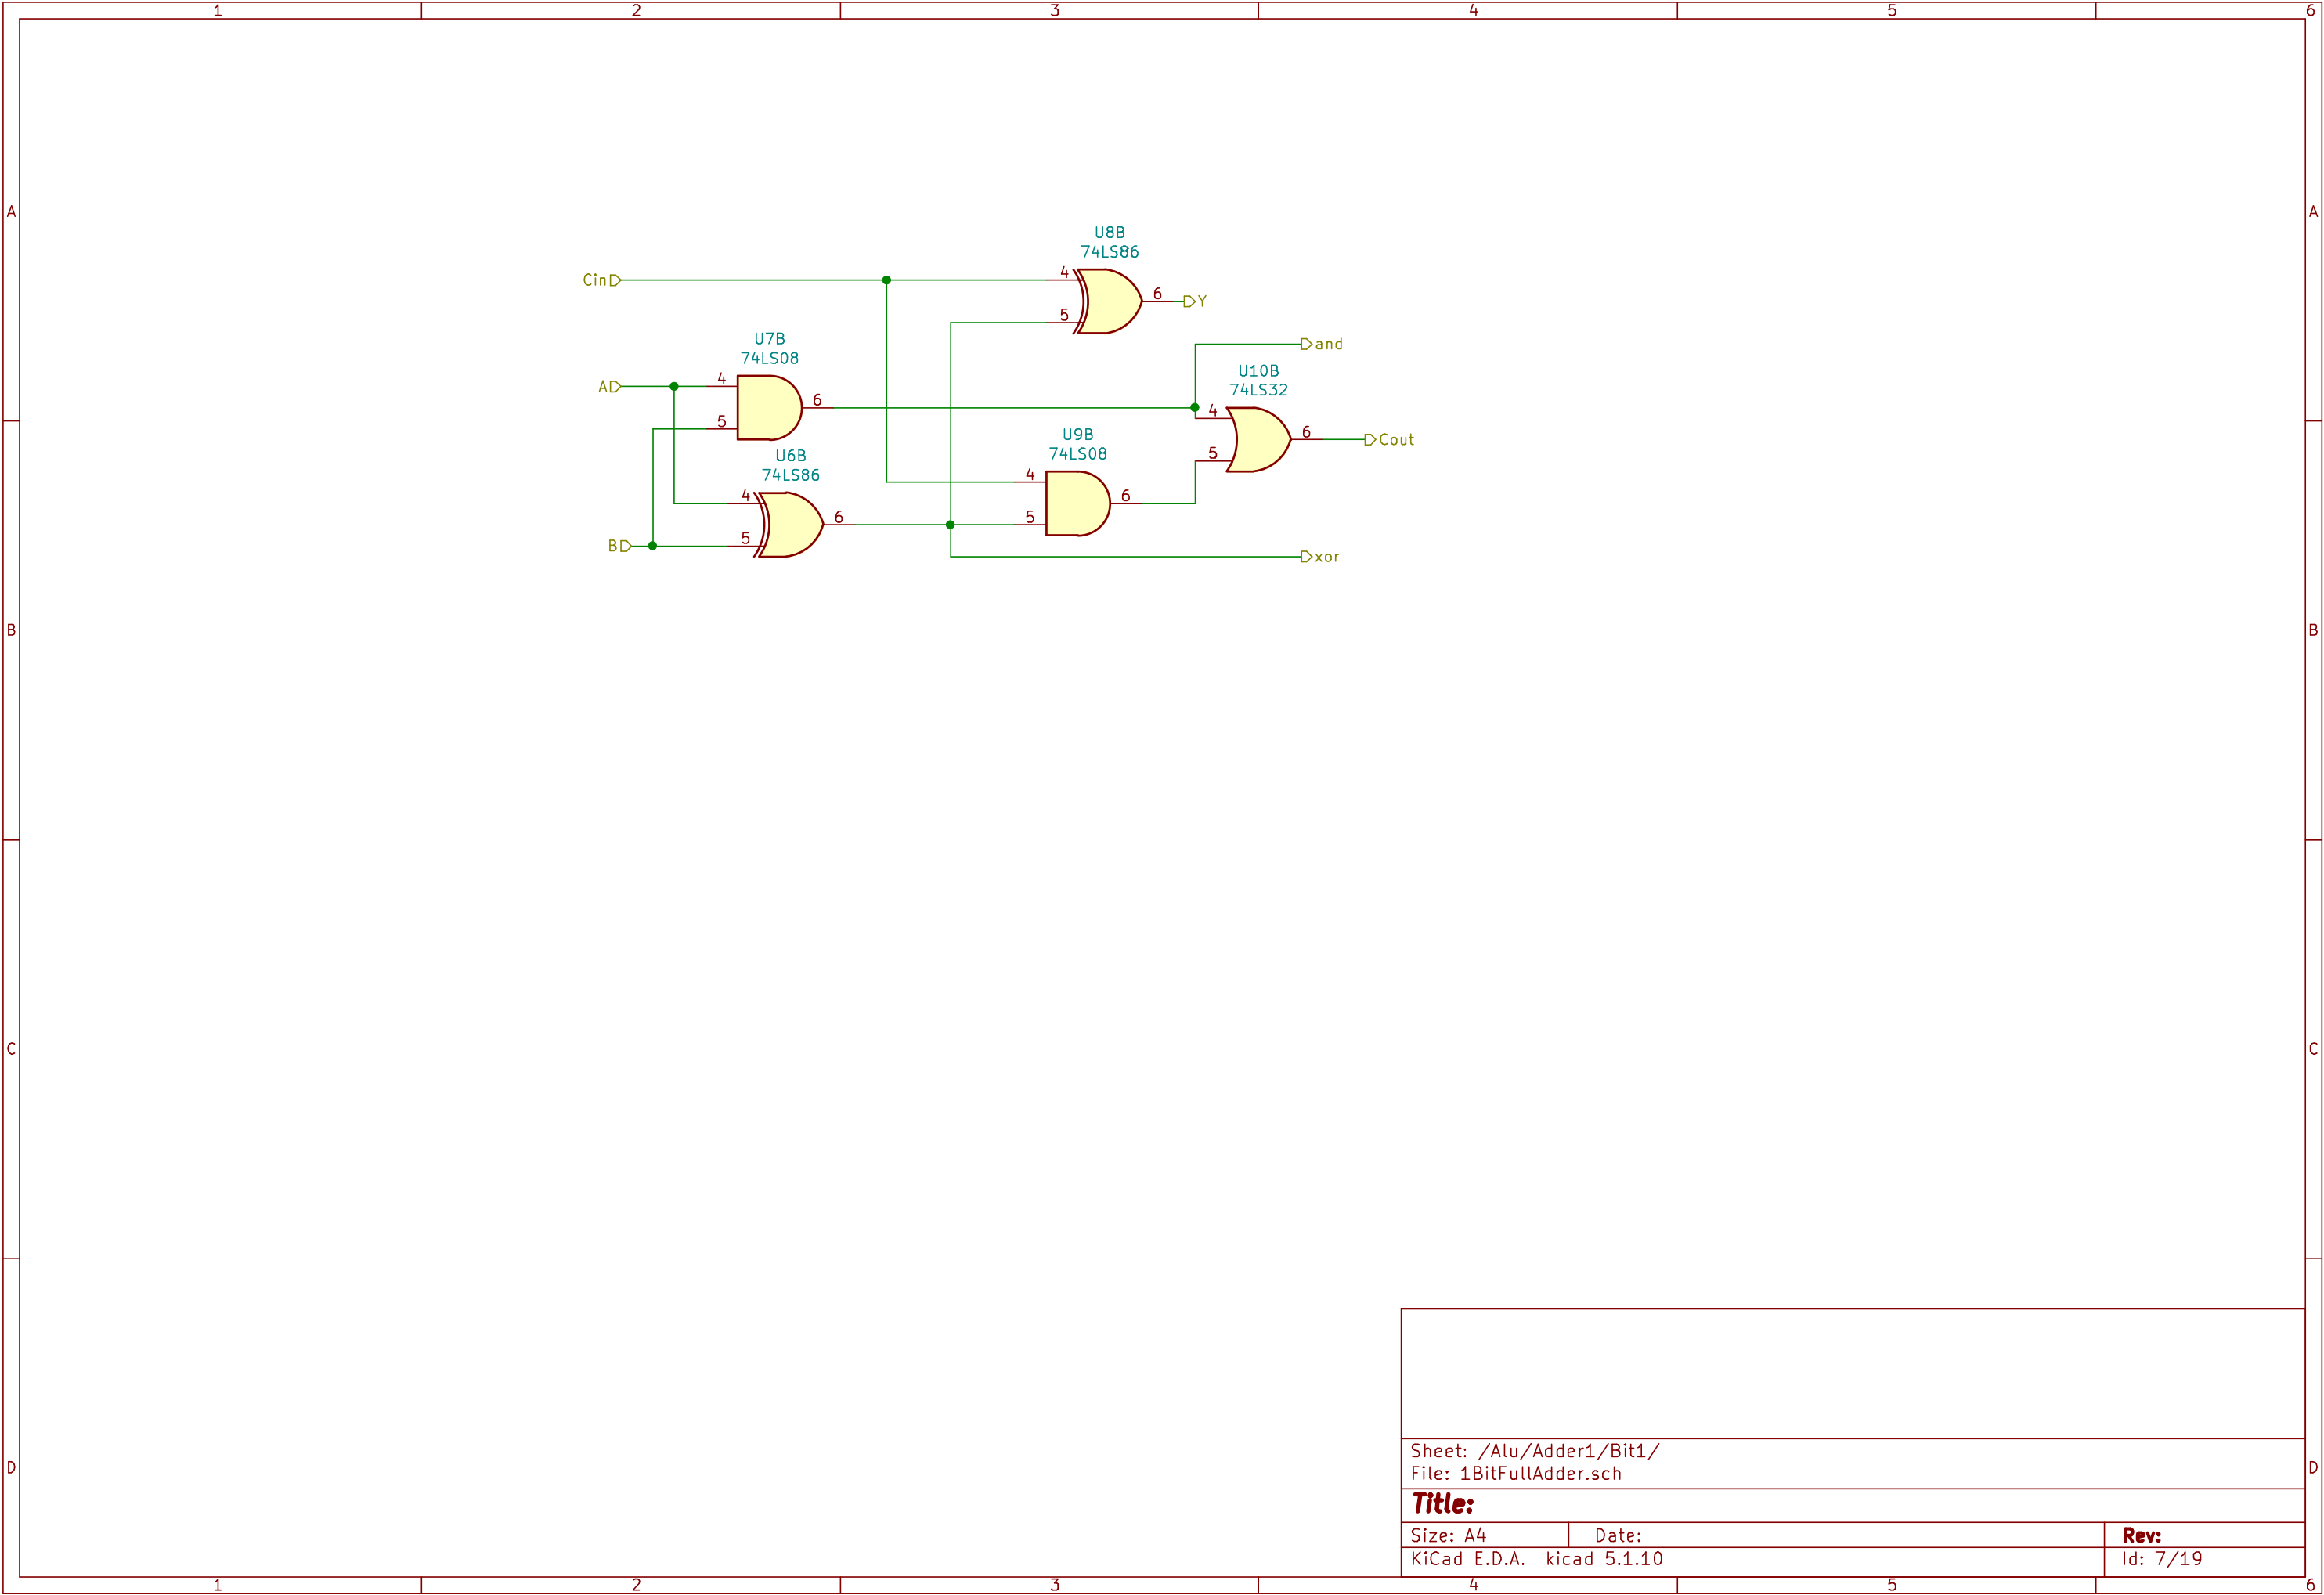 1 2 3 4 5 6
A A
U8B
74LS86
Cin 4 6 Y
5
U7B
74LS08
and
U10B
74LS32
A 4 6
5
4 6 Cout
5
U9B
74LS08
U6B
74LS86
4 6
5
4 6
B 5
xor
B B
C C
D D
Sheet: /Alu/Adder1/Bit1/
File: 1BitFullAdder.sch
Title:
Size: A4 Date: Rev:
KiCad E.D.A. kicad 5.1.10 Id: 7/19
1 2 3 4 5 6